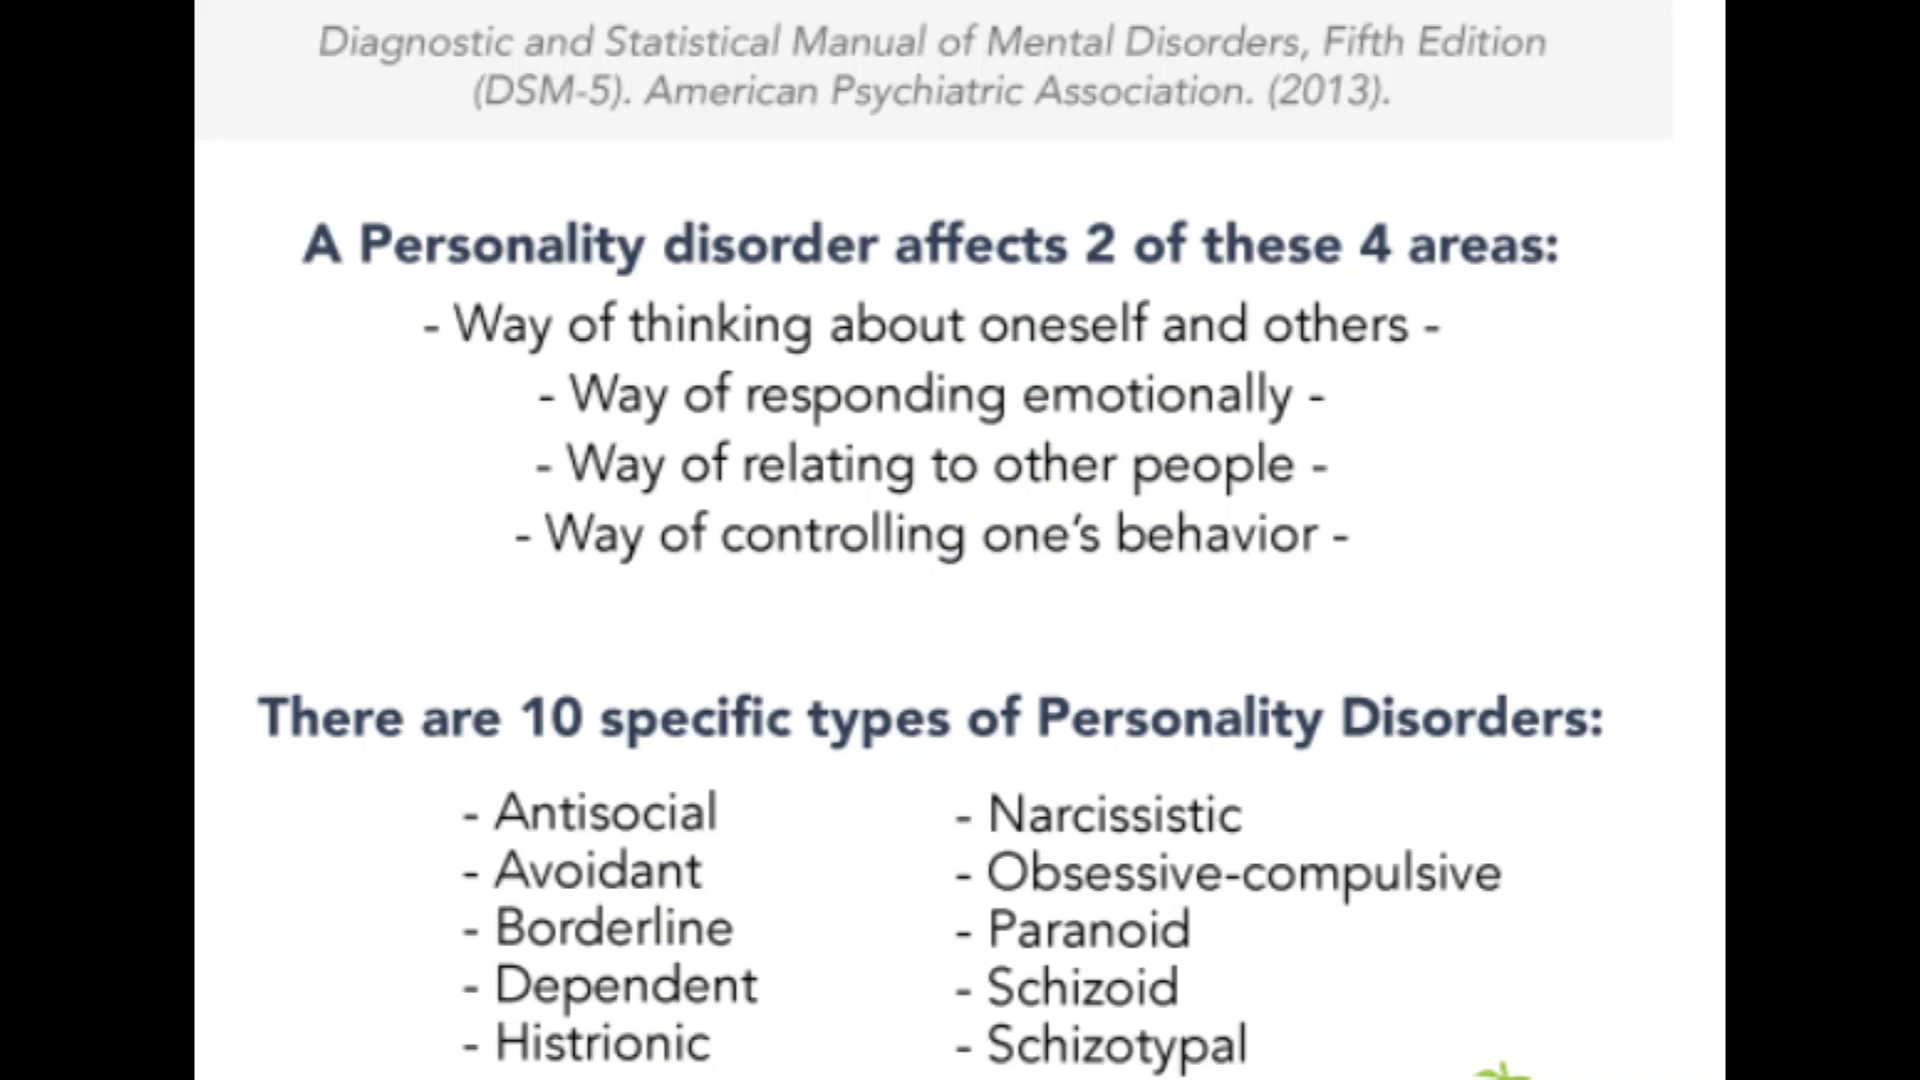 Diagnostic and Statistical Manual of Mental Disorders, Fifth Edition
(DSM-5). American Psychiatric Association. (2013).
A Personality disorder affects 2 of these 4 areas:
- Way of thinking about oneself and others -
- Way of responding emotionally -
- Way of relating to other people -
- Way of controlling one’s behavior -
There are 10 specific types of Personality Disorders:
- Antisocial
- Avoidant
- Borderline
- Dependent
- Histrionic
- Narcissistic
- Obsessive-compulsive
- Paranoid
- Schizoid
- Schizotypal